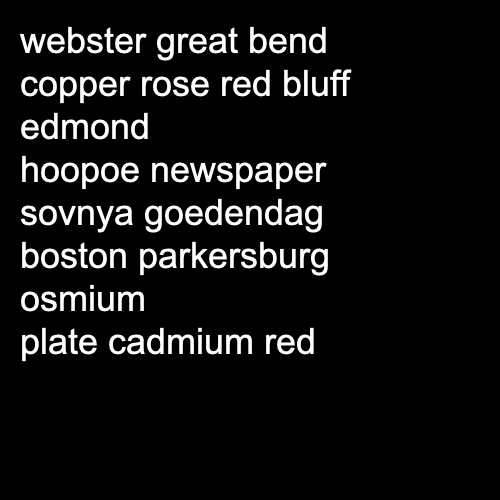 webster great bend
copper rose red bluff
edmond
hoopoe newspaper
sovnya goedendag
boston parkersburg
osmium
plate cadmium red